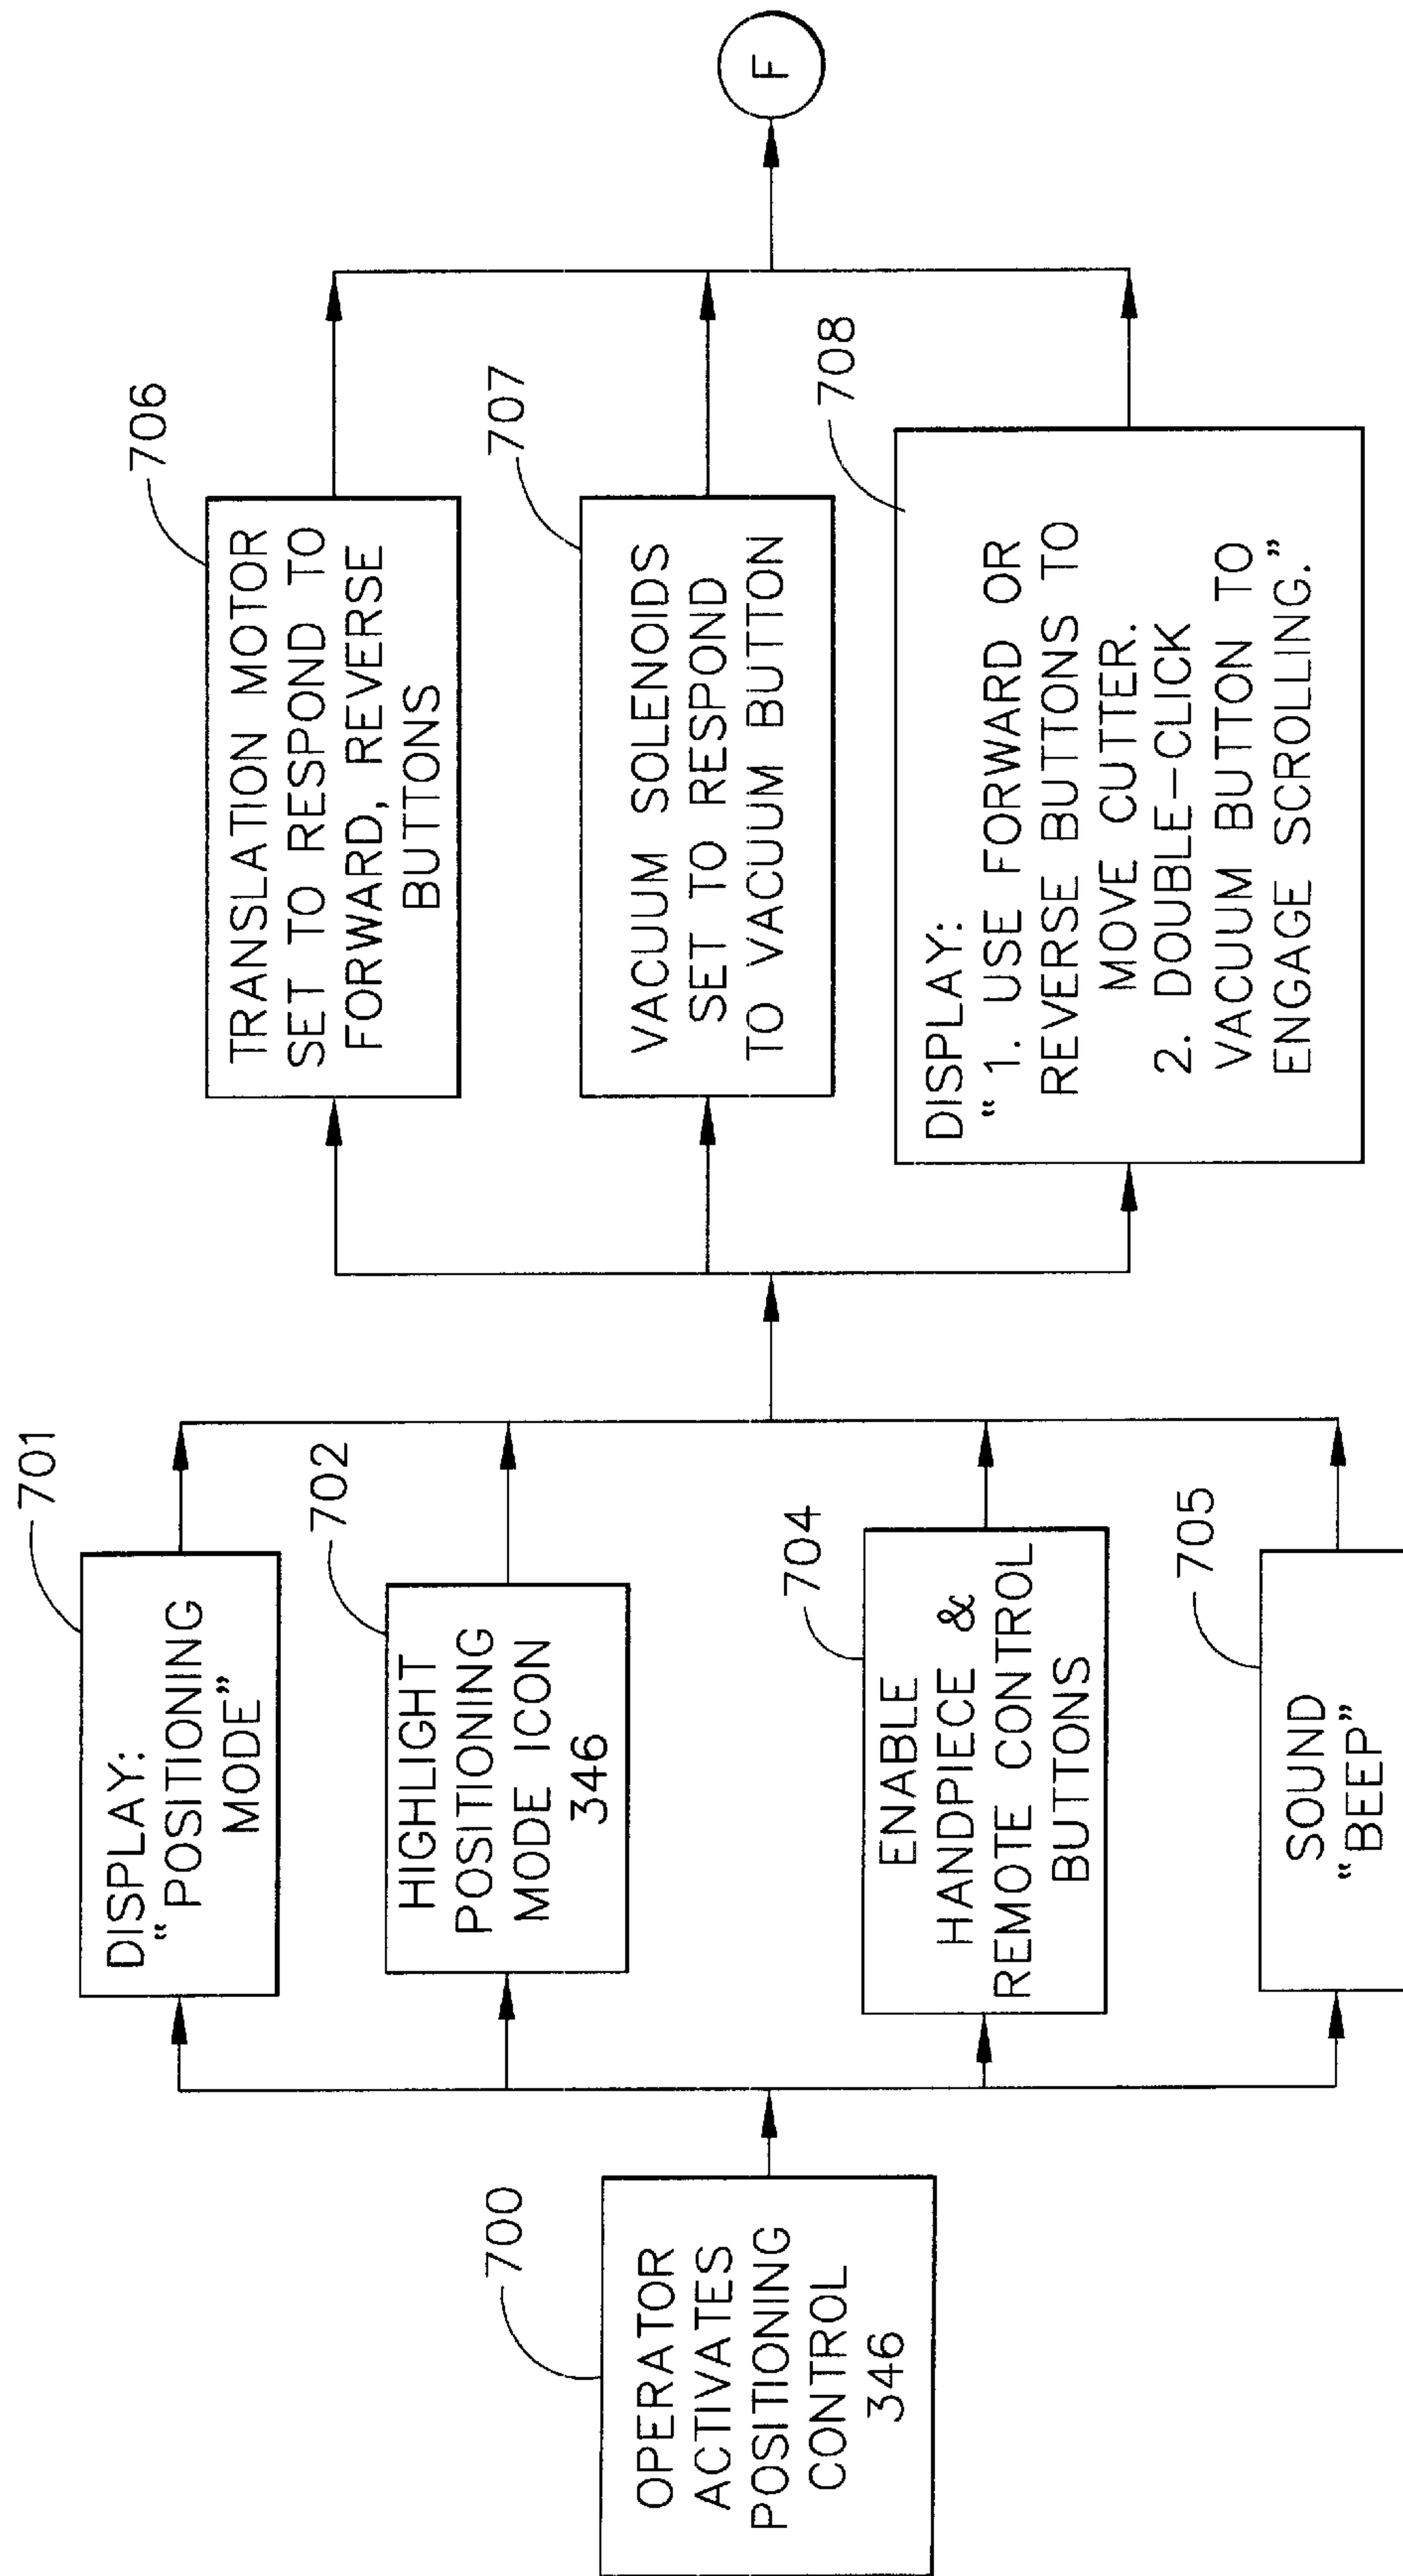 700
OPERATOR
ACTIVATES
POSITIONING
CONTROL
346
701
DISPLAY:
“POSITIONING
MODE”
702
HIGHLIGHT
POSITIONING
MODE ICON
346
704
ENABLE
HANDPIECE &
REMOTE CONTROL
BUTTONS
705
SOUND
“BEEP”
706
TRANSLATION MOTOR
SET TO RESPOND TO
FORWARD, REVERSE
BUTTONS
707
VACUUM SOLENOIDS
SET TO RESPOND
TO VACUUM BUTTON
708
DISPLAY:
“ 1. USE FORWARD OR
REVERSE BUTTONS TO
MOVE CUTTER.
2. DOUBLE–CLICK
VACUUM BUTTON TO
ENGAGE SCROLLING.”
F